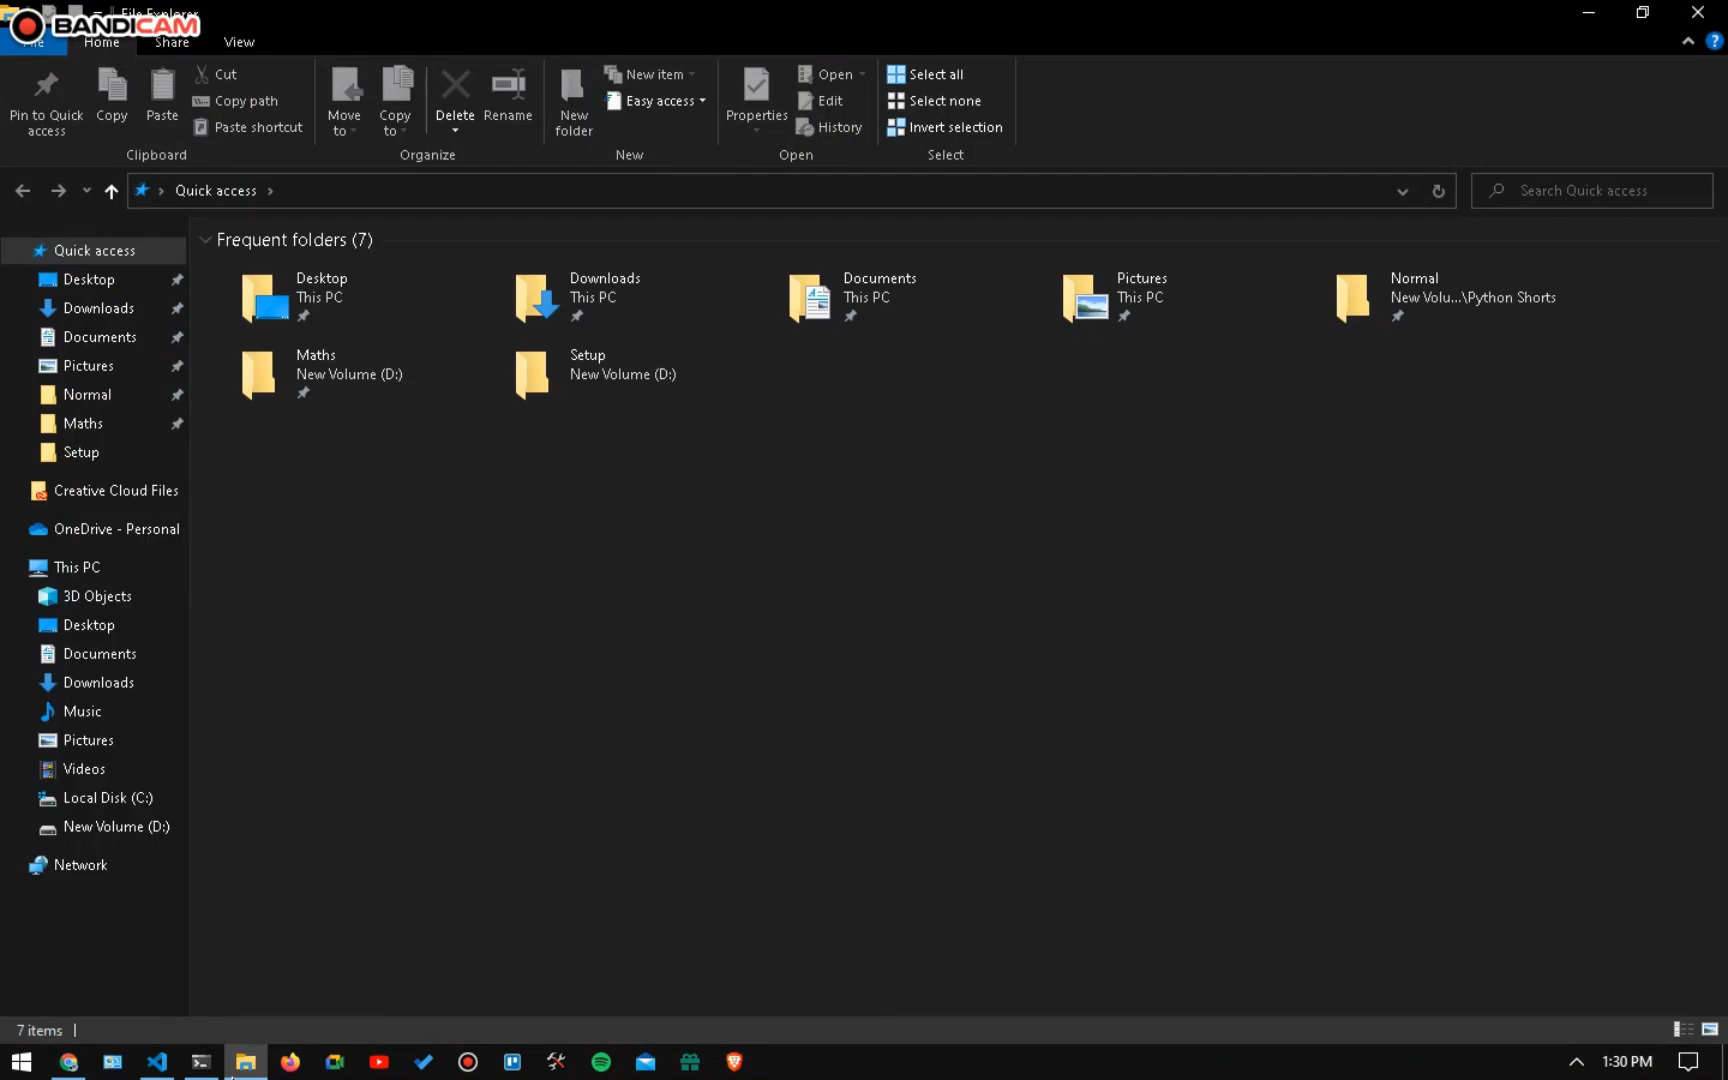 File Explorer
BANDICAM
Home
Share
View
Pin to Quick access
Copy
Paste
Cut
Copy path
Paste shortcut
Clipboard
Move to
Copy to
Delete
Rename
Organize
New folder
New item
Easy access
New
Properties
Open
Edit
History
Open
Select all
Select none
Invert selection
Select
Quick access
Search Quick access
Quick access
Desktop
Downloads
Documents
Pictures
Normal
Maths
Setup
Creative Cloud Files
OneDrive - Personal
This PC
3D Objects
Desktop
Documents
Downloads
Music
Pictures
Videos
Local Disk (C:)
New Volume (D:)
Network
Frequent folders (7)
Desktop
This PC
Downloads
This PC
Documents
This PC
Pictures
This PC
Normal
New Volu...\Python Shorts
Maths
New Volume (D:)
Setup
New Volume (D:)
7 items
1:30 PM